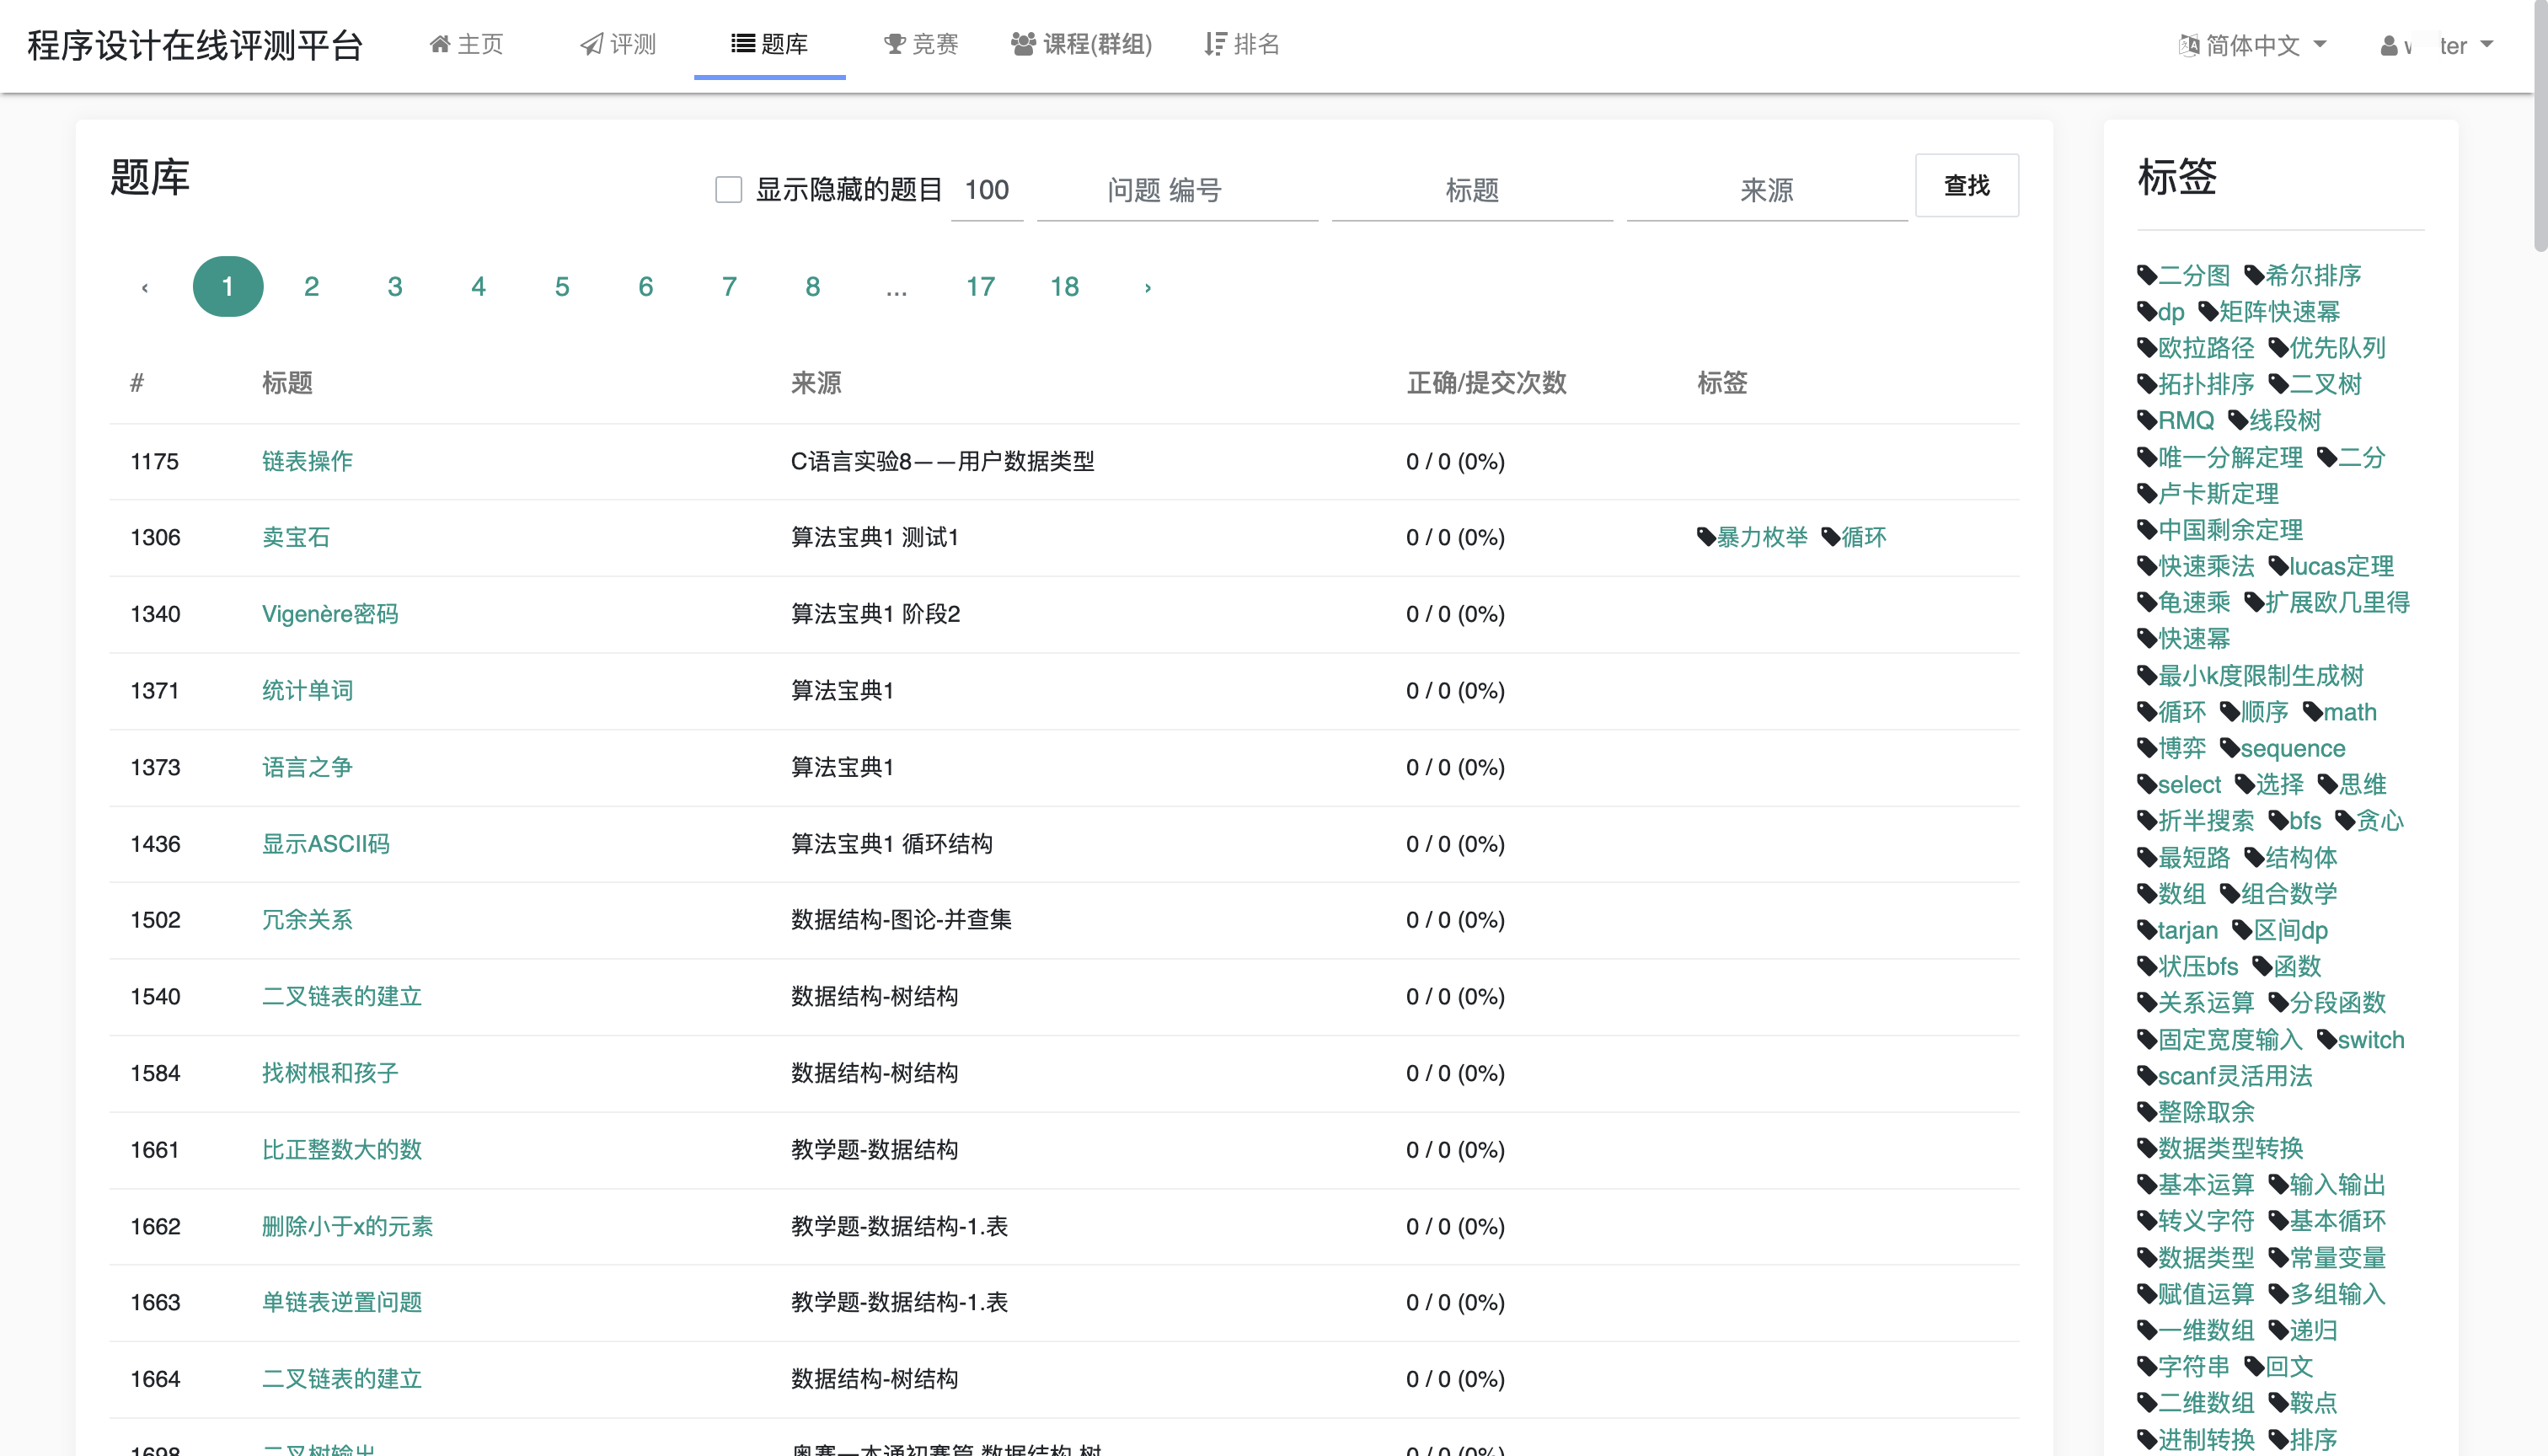 程序设计在线评测平台 主页 评测 题库 竞赛 课程(群组) 排名 简体中文 ter
题库
显示隐藏的题目 100 问题 编号 标题 来源 查找
‹ 1 2 3 4 5 6 7 8 ... 17 18 ›
# 标题 来源 正确/提交次数 标签
1175 链表操作 C语言实验8——用户数据类型 0 / 0 (0%)
1306 卖宝石 算法宝典1 测试1 0 / 0 (0%) 暴力枚举 循环
1340 Vigenère密码 算法宝典1 阶段2 0 / 0 (0%)
1371 统计单词 算法宝典1 0 / 0 (0%)
1373 语言之争 算法宝典1 0 / 0 (0%)
1436 显示ASCII码 算法宝典1 循环结构 0 / 0 (0%)
1502 冗余关系 数据结构-图论-并查集 0 / 0 (0%)
1540 二叉链表的建立 数据结构-树结构 0 / 0 (0%)
1584 找树根和孩子 数据结构-树结构 0 / 0 (0%)
1661 比正整数大的数 教学题-数据结构 0 / 0 (0%)
1662 删除小于x的元素 教学题-数据结构-1.表 0 / 0 (0%)
1663 单链表逆置问题 教学题-数据结构-1.表 0 / 0 (0%)
1664 二叉链表的建立 数据结构-树结构 0 / 0 (0%)
1698 二叉树输出 奥赛一本通初赛篇 数据结构 树 0 / 0 (0%)
标签
二分图 希尔排序
dp 矩阵快速幂
欧拉路径 优先队列
拓扑排序 二叉树
RMQ 线段树
唯一分解定理 二分
卢卡斯定理
中国剩余定理
快速乘法 lucas定理
龟速乘 扩展欧几里得
快速幂
最小k度限制生成树
循环 顺序 math
博弈 sequence
select 选择 思维
折半搜索 bfs 贪心
最短路 结构体
数组 组合数学
tarjan 区间dp
状压bfs 函数
关系运算 分段函数
固定宽度输入 switch
scanf灵活用法
整除取余
数据类型转换
基本运算 输入输出
转义字符 基本循环
数据类型 常量变量
赋值运算 多组输入
一维数组 递归
字符串 回文
二维数组 鞍点
进制转换 排序